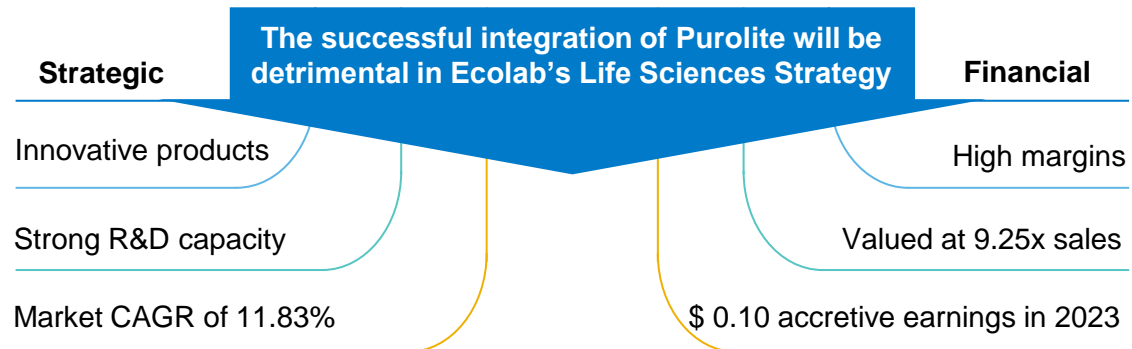 The successful integration of Purolite will be
detrimental in Ecolab's Life Sciences Strategy
Strategic
Financial
Innovative products
High margins
Strong R&D capacity
Valued at 9.25x sales
Market CAGR of 11.83%
$ 0.10 accretive earnings in 2023